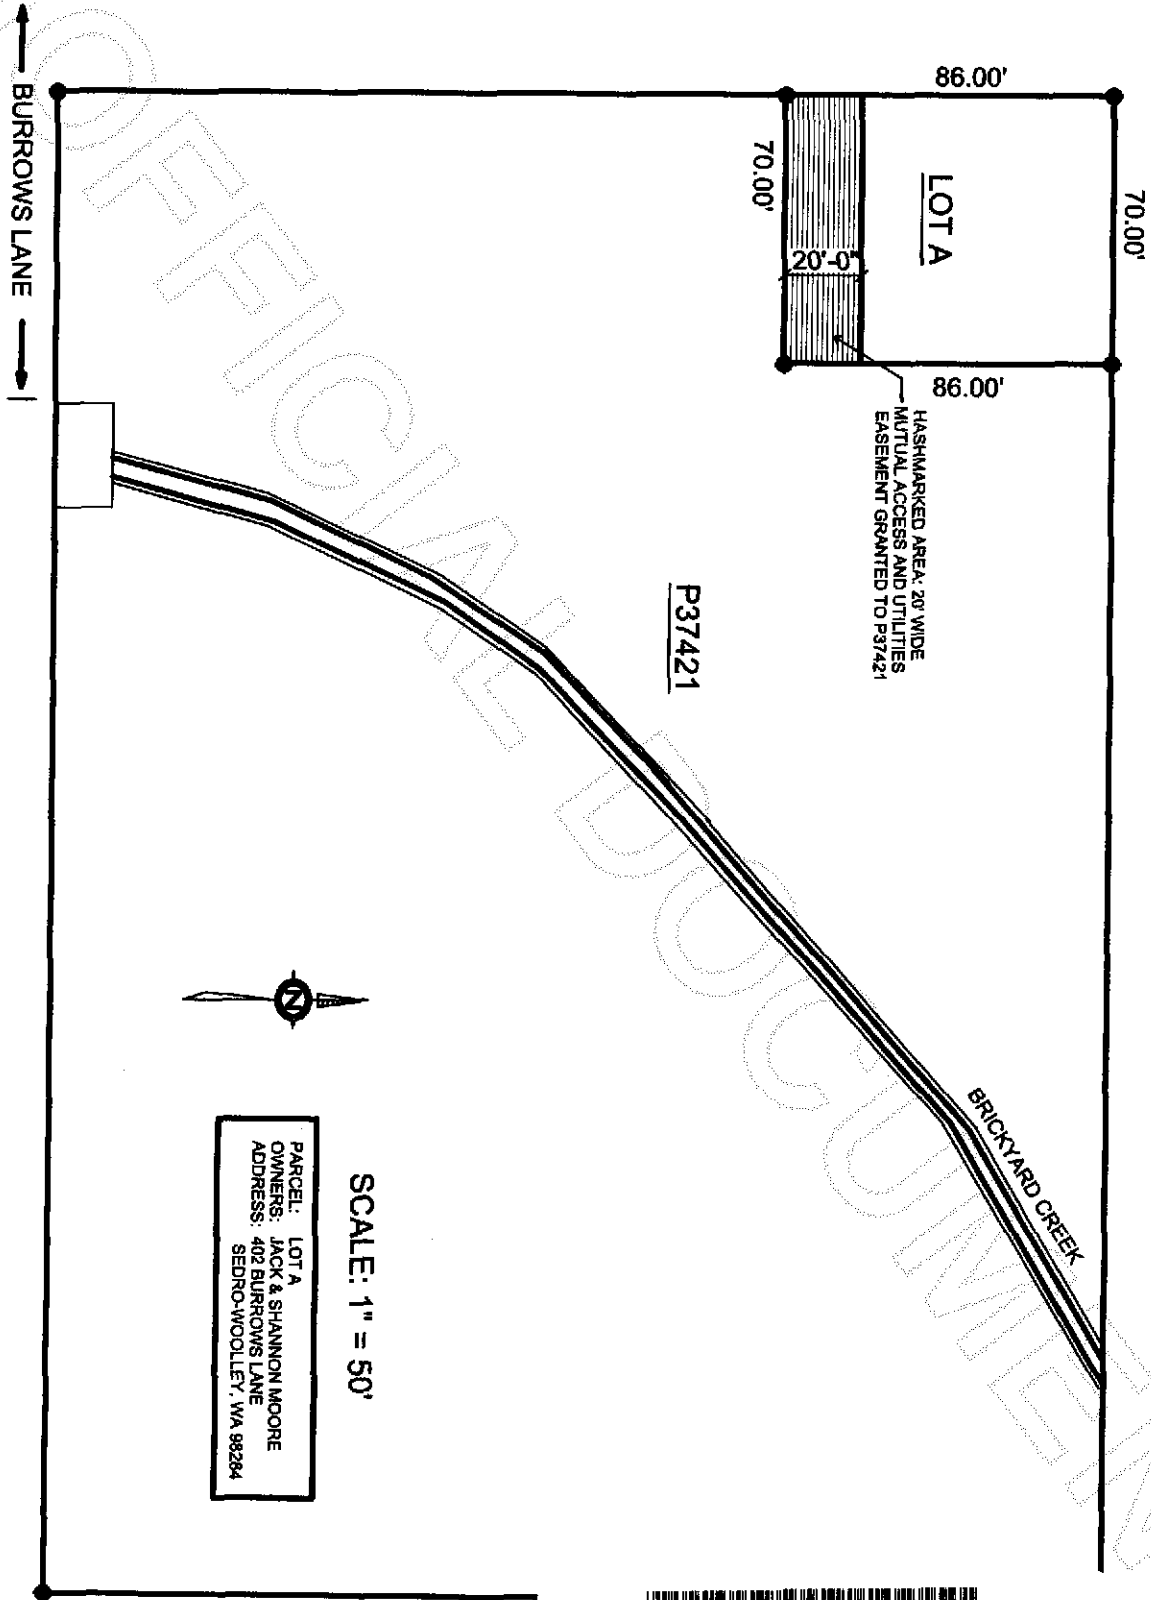 86.00'
70.00'
LOT A
70.00'
20'-0"
86.00'
HASHMARKED AREA: 20' WIDE
MUTUAL ACCESS AND UTILITIES
EASEMENT GRANTED TO P37421
BURROWS LANE
P37421
BRICKYARD CREEK
N
SCALE: 1" = 50'
PARCEL: LOT A
OWNERS: JACK & SHANNON MOORE
ADDRESS: 402 BURROWS LANE
SEDRO-WOOLLEY, WA 98284
OFFICIAL DOCUMEN